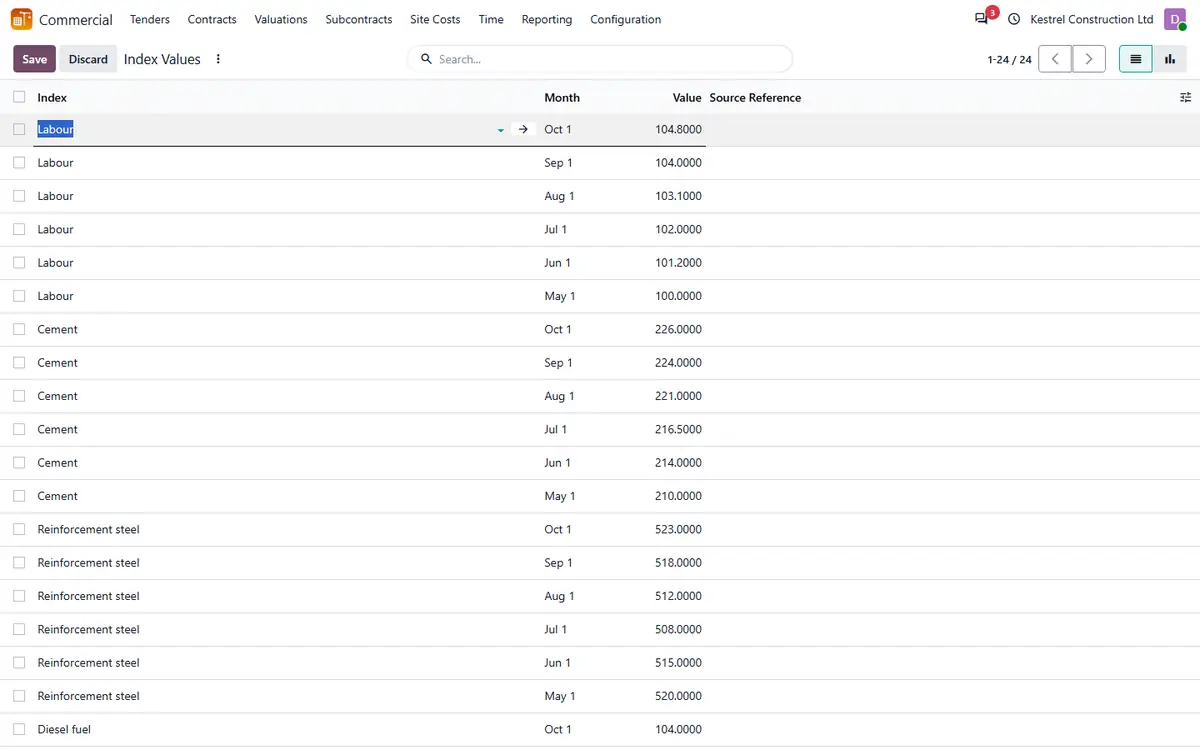 Commercial Tenders Contracts Valuations Subcontracts Site Costs Time Reporting Configuration 3 Kestrel Construction Ltd D
Save Discard Index Values Search... 1-24 / 24
Index Month Value Source Reference
Labour Oct 1 104.8000
Labour Sep 1 104.0000
Labour Aug 1 103.1000
Labour Jul 1 102.0000
Labour Jun 1 101.2000
Labour May 1 100.0000
Cement Oct 1 226.0000
Cement Sep 1 224.0000
Cement Aug 1 221.0000
Cement Jul 1 216.5000
Cement Jun 1 214.0000
Cement May 1 210.0000
Reinforcement steel Oct 1 523.0000
Reinforcement steel Sep 1 518.0000
Reinforcement steel Aug 1 512.0000
Reinforcement steel Jul 1 508.0000
Reinforcement steel Jun 1 515.0000
Reinforcement steel May 1 520.0000
Diesel fuel Oct 1 104.0000